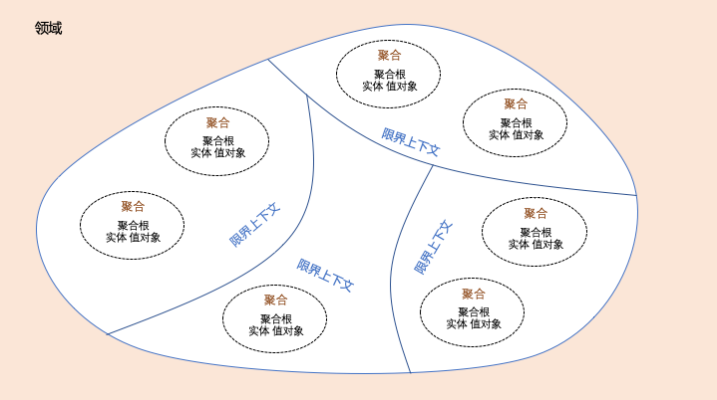 领域
聚合
聚合根
实体 值对象
聚合
聚合根
实体 值对象
限界上下文
聚合
聚合根
实体 值对象
聚合
聚合根
实体 值对象
限界上下文
限界上下文
聚合
聚合根
实体 值对象
限界上下文
聚合
聚合根
实体 值对象
聚合
聚合根
实体 值对象